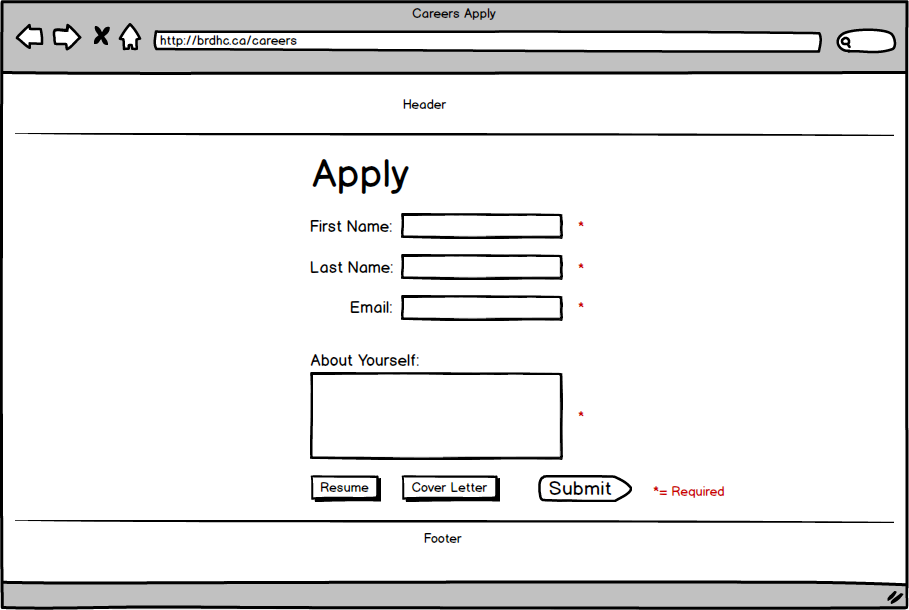 Careers Apply
http://brdhc.ca/careers
Header
Apply
First Name: *
Last Name: *
Email: *
About Yourself:
*
Resume Cover Letter Submit *= Required
Footer